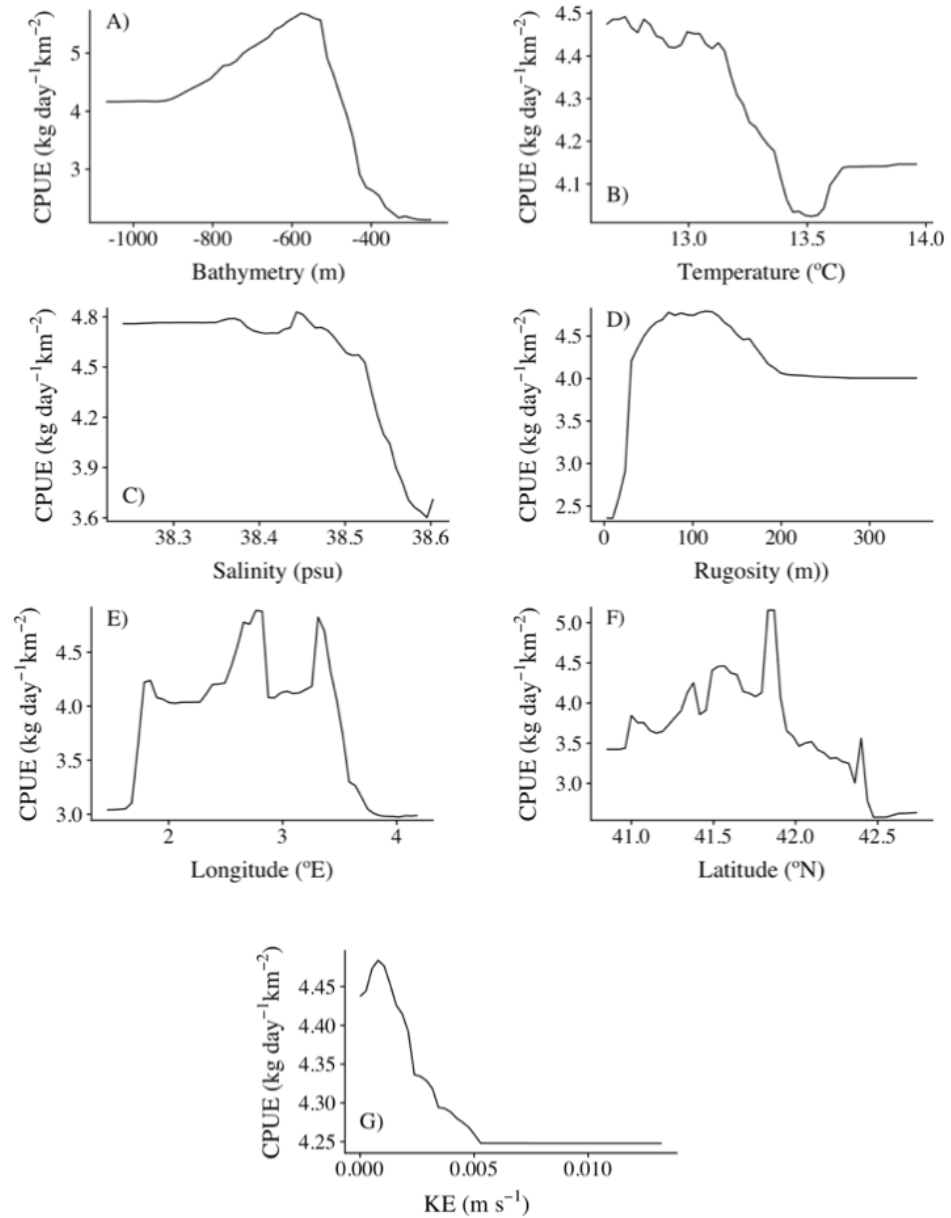 A)
CPUE (kg day⁻¹km⁻²)
5
4
3
-1000 -800 -600 -400
Bathymetry (m)
B)
CPUE (kg day⁻¹km⁻²)
4.5
4.4
4.3
4.2
4.1
13.0 13.5 14.0
Temperature (ºC)
C)
CPUE (kg day⁻¹km⁻²)
4.8
4.5
4.2
3.9
3.6
38.3 38.4 38.5 38.6
Salinity (psu)
D)
CPUE (kg day⁻¹km⁻²)
4.5
4.0
3.0
2.5
0 100 200 300
Rugosity (m))
E)
CPUE (kg day⁻¹km⁻²)
4.5
4.0
3.5
3.0
2 3 4
Longitude (ºE)
F)
CPUE (kg day⁻¹km⁻²)
5.0
4.5
4.0
3.5
3.0
41.0 41.5 42.0 42.5
Latitude (ºN)
G)
CPUE (kg day⁻¹km⁻²)
4.45
4.40
4.35
4.30
4.25
0.000 0.005 0.010
KE (m s⁻¹)